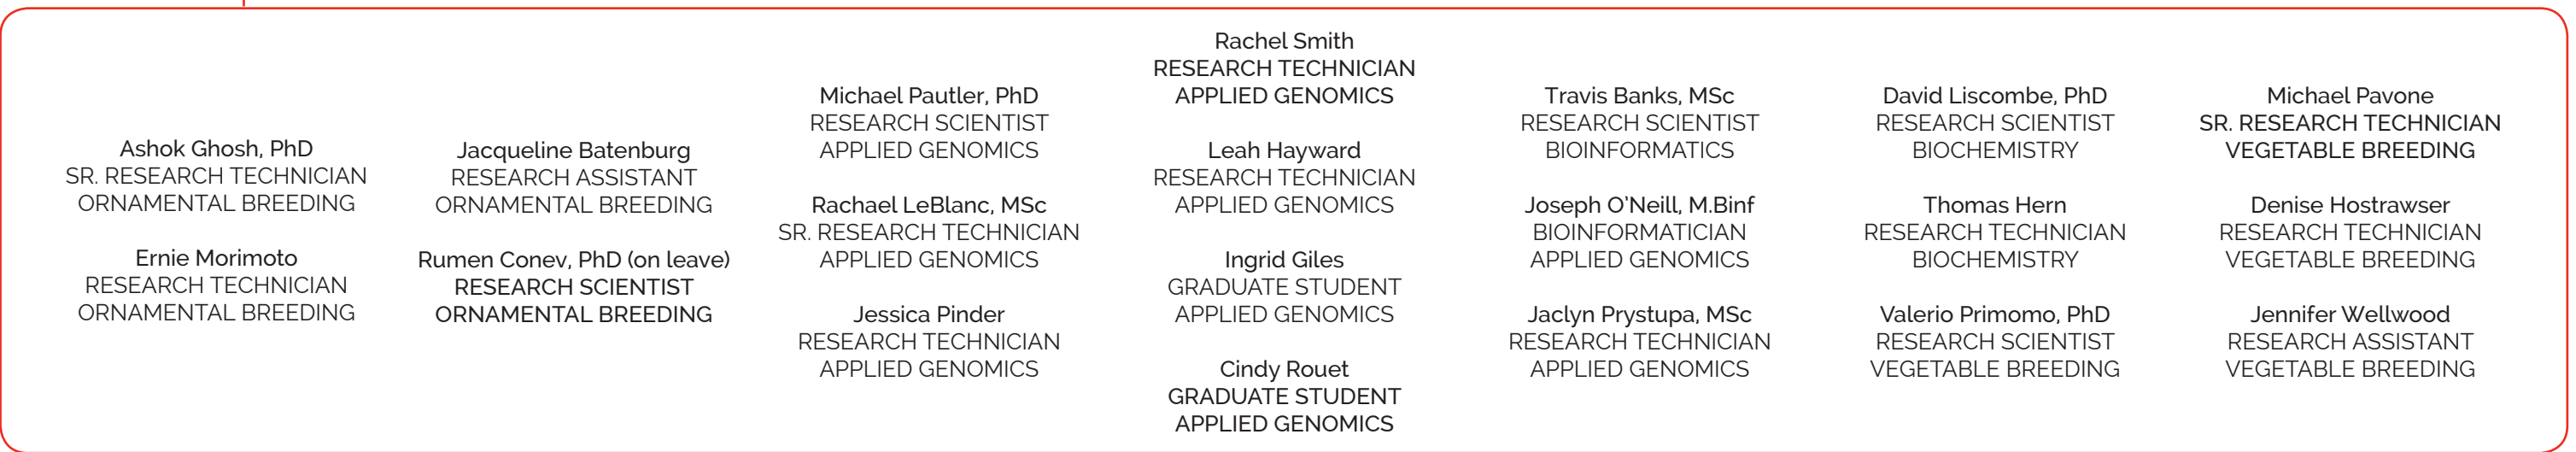 Ashok Ghosh, PhD
SR. RESEARCH TECHNICIAN
ORNAMENTAL BREEDING
Ernie Morimoto
RESEARCH TECHNICIAN
ORNAMENTAL BREEDING
Jacqueline Batenburg
RESEARCH ASSISTANT
ORNAMENTAL BREEDING
Rumen Conev, PhD (on leave)
RESEARCH SCIENTIST
ORNAMENTAL BREEDING
Michael Pautler, PhD
RESEARCH SCIENTIST
APPLIED GENOMICS
Rachael LeBlanc, MSc
SR. RESEARCH TECHNICIAN
APPLIED GENOMICS
Jessica Pinder
RESEARCH TECHNICIAN
APPLIED GENOMICS
Rachel Smith
RESEARCH TECHNICIAN
APPLIED GENOMICS
Leah Hayward
RESEARCH TECHNICIAN
APPLIED GENOMICS
Ingrid Giles
GRADUATE STUDENT
APPLIED GENOMICS
Cindy Rouet
GRADUATE STUDENT
APPLIED GENOMICS
Travis Banks, MSc
RESEARCH SCIENTIST
BIOINFORMATICS
Joseph O'Neill, M.Binf
BIOINFORMATICIAN
APPLIED GENOMICS
Jaclyn Prystupa, MSc
RESEARCH TECHNICIAN
APPLIED GENOMICS
David Liscombe, PhD
RESEARCH SCIENTIST
BIOCHEMISTRY
Thomas Hern
RESEARCH TECHNICIAN
BIOCHEMISTRY
Valerio Primomo, PhD
RESEARCH SCIENTIST
VEGETABLE BREEDING
Michael Pavone
SR. RESEARCH TECHNICIAN
VEGETABLE BREEDING
Denise Hostrawser
RESEARCH TECHNICIAN
VEGETABLE BREEDING
Jennifer Wellwood
RESEARCH ASSISTANT
VEGETABLE BREEDING